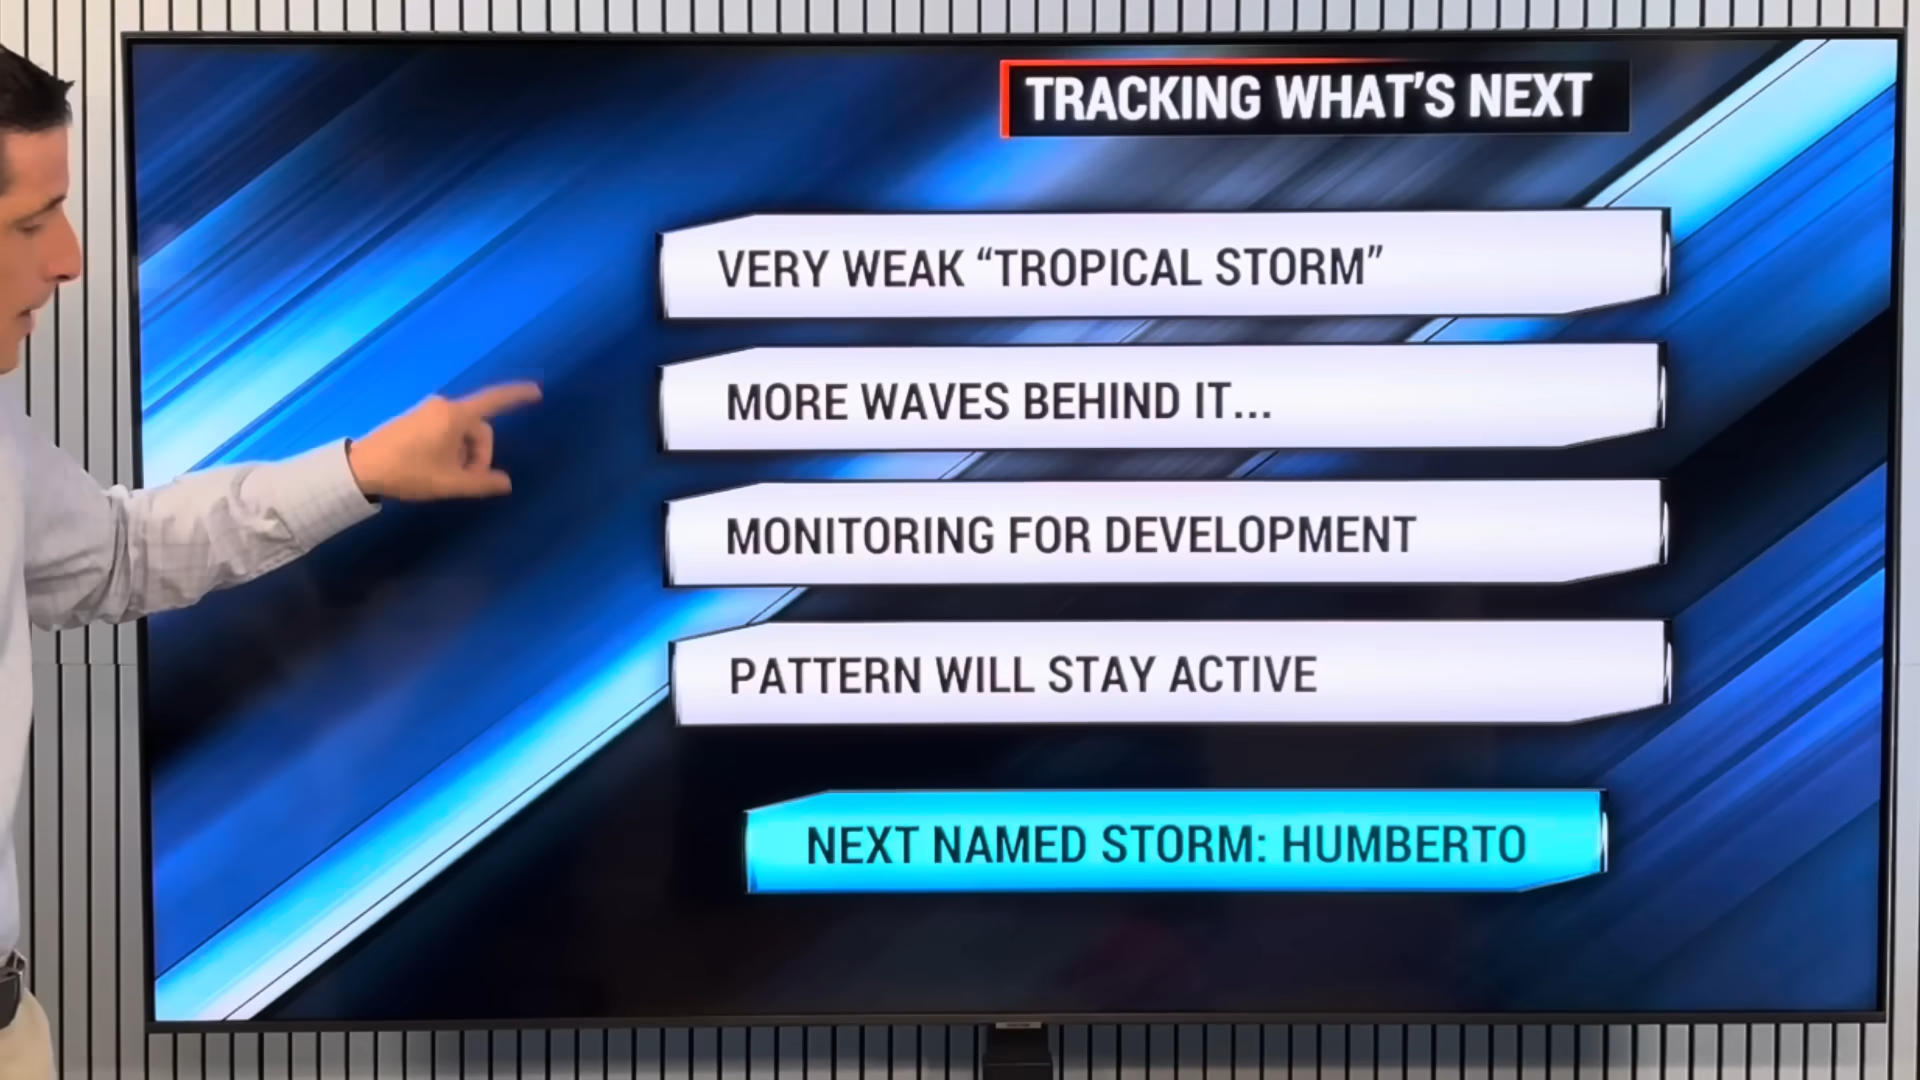 TRACKING WHAT'S NEXT
VERY WEAK “TROPICAL STORM”
MORE WAVES BEHIND IT...
MONITORING FOR DEVELOPMENT
PATTERN WILL STAY ACTIVE
NEXT NAMED STORM: HUMBERTO